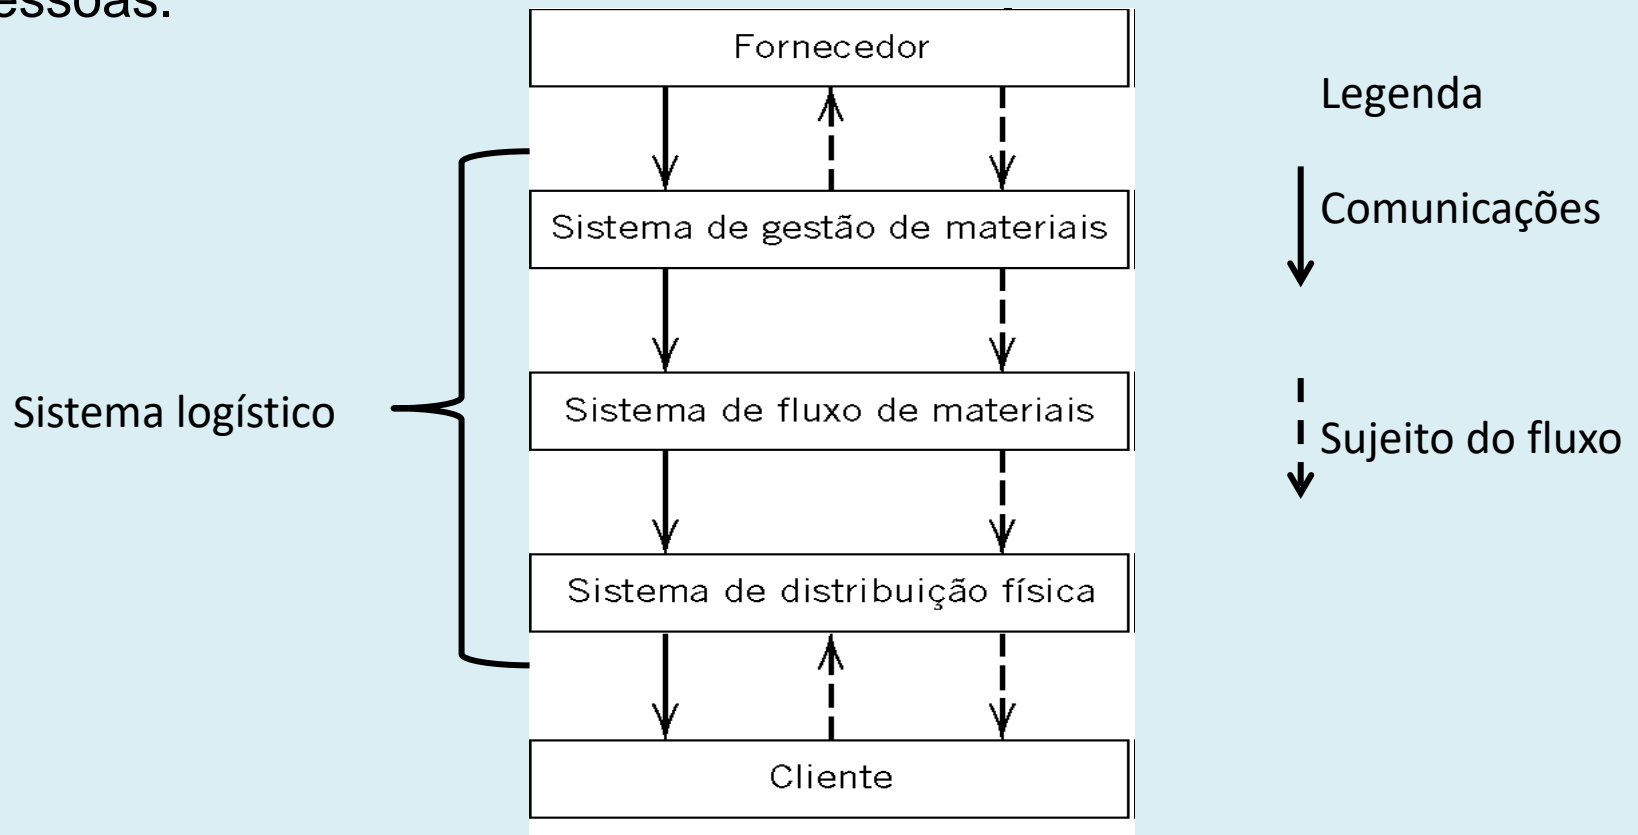 Fornecedor
Legenda
Sistema de gestão de materiais
Comunicações
Sistema logístico
Sistema de fluxo de materiais
Sujeito do fluxo
Sistema de distribuição física
Cliente